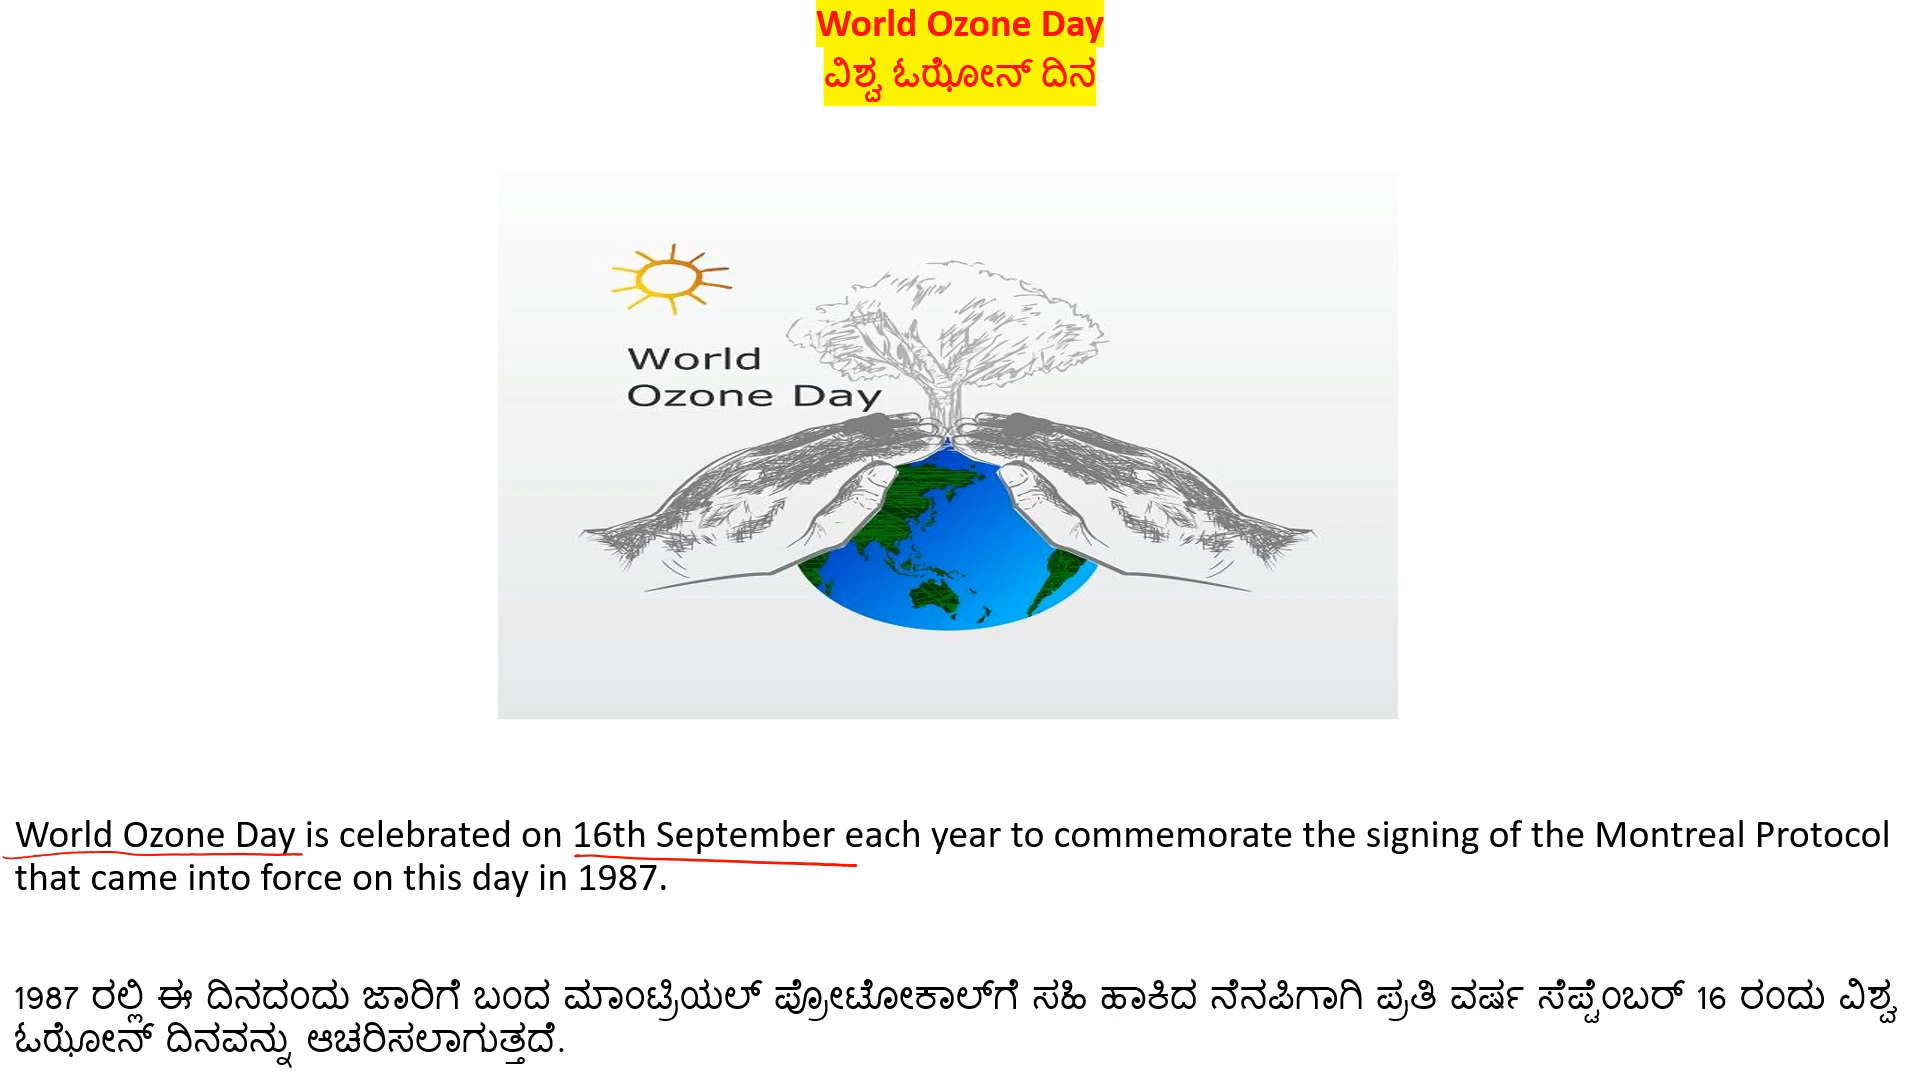 World Ozone Day
ವಿಶ್ವ ಓಝೋನ್ ದಿನ
World
Ozone Day
World Ozone Day is celebrated on 16th September each year to commemorate the signing of the Montreal Protocol
that came into force on this day in 1987.
1987 ರಲ್ಲಿ ಈ ದಿನದಂದು ಜಾರಿಗೆ ಬಂದ ಮಾಂಟ್ರಿಯಲ್ ಪ್ರೋಟೋಕಾಲ್‌ಗೆ ಸಹಿ ಹಾಕಿದ ನೆನಪಿಗಾಗಿ ಪ್ರತಿ ವರ್ಷ ಸೆಪ್ಟೆಂಬರ್ 16 ರಂದು ವಿಶ್ವ
ಓಝೋನ್ ದಿನವನ್ನು ಆಚರಿಸಲಾಗುತ್ತದೆ.